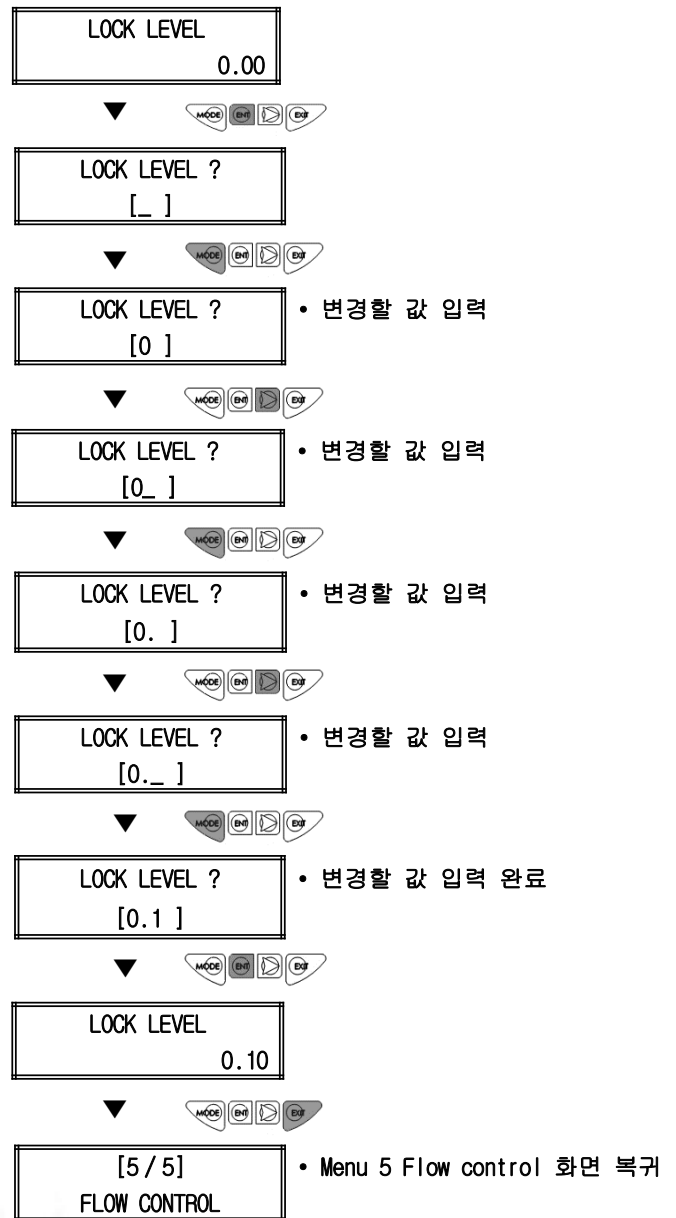 LOCK LEVEL
0.00
▼ MODE ENT EXIT
LOCK LEVEL ?
[_ ]
▼ MODE ENT EXIT
LOCK LEVEL ? • 변경할 값 입력
[0 ]
▼ MODE ENT EXIT
LOCK LEVEL ? • 변경할 값 입력
[0_ ]
▼ MODE ENT EXIT
LOCK LEVEL ? • 변경할 값 입력
[0. ]
▼ MODE ENT EXIT
LOCK LEVEL ? • 변경할 값 입력
[0._ ]
▼ MODE ENT EXIT
LOCK LEVEL ? • 변경할 값 입력 완료
[0.1 ]
▼ MODE ENT EXIT
LOCK LEVEL
0.10
▼ MODE ENT EXIT
[5/5] • Menu 5 Flow control 화면 복귀
FLOW CONTROL